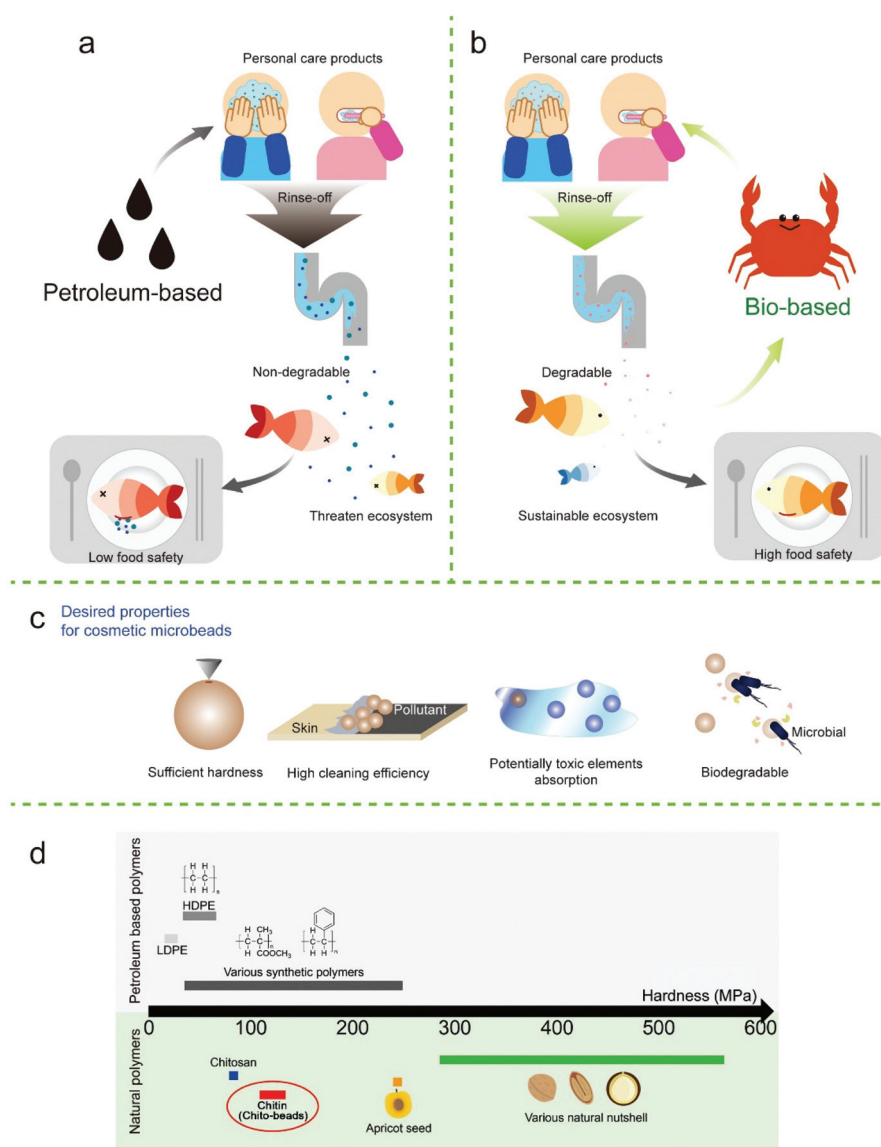 a
Personal care products
Rinse-off
Petroleum-based
Non-degradable
Threaten ecosystem
Low food safety
b
Personal care products
Rinse-off
Bio-based
Degradable
Sustainable ecosystem
High food safety
c
Desired properties
for cosmetic microbeads
Skin
Pollutant
Microbial
Sufficient hardness
High cleaning efficiency
Potentially toxic elements
absorption
Biodegradable
d
Petroleum based polymers
H H
C C
H H
n
HDPE
LDPE
H CH₃
C C
H COOCH₃
n
H H
C C
H
n
Various synthetic polymers
Hardness (MPa)
0 100 200 300 400 500 600
Natural polymers
Chitosan
Chitin
(Chito-beads)
Apricot seed
Various natural nutshell